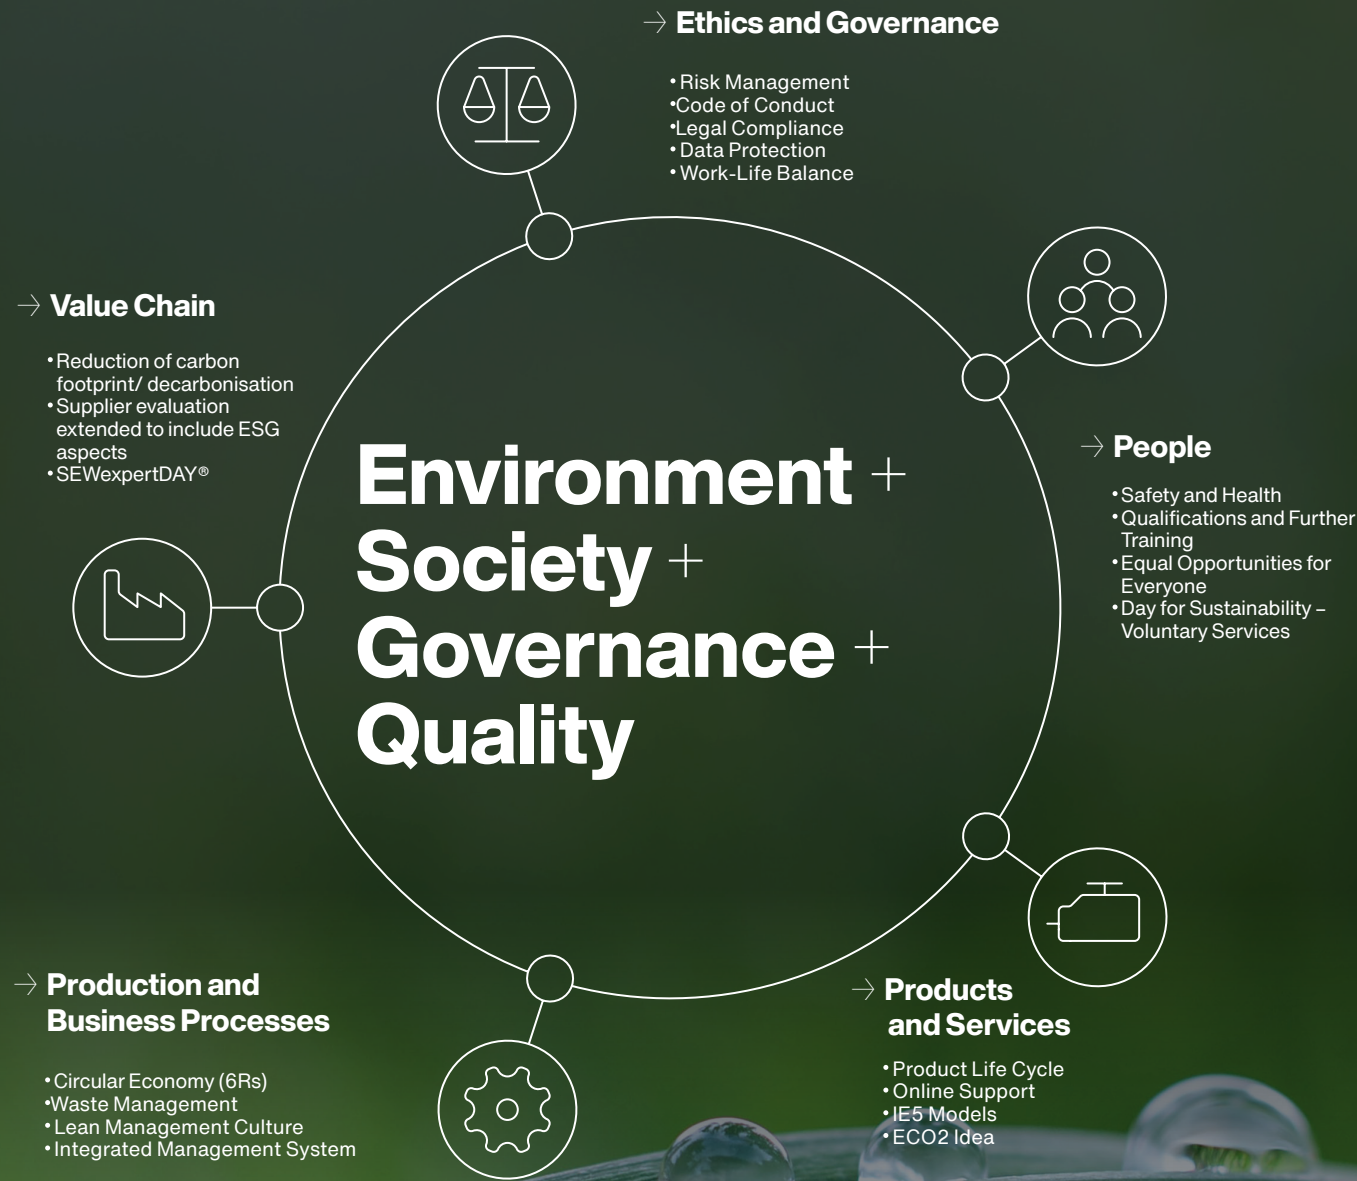 → Ethics and Governance
• Risk Management
•Code of Conduct
•Legal Compliance
• Data Protection
• Work-Life Balance
→ Value Chain
•Reduction of carbon
footprint/ decarbonisation
•Supplier evaluation
extended to include ESG
aspects
•SEWexpertDAY®
Environment +
Society +
Governance +
Quality
→ People
•Safety and Health
•Qualifications and Further
Training
•Equal Opportunities for
Everyone
•Day for Sustainability –
Voluntary Services
→ Production and
Business Processes
•Circular Economy (6Rs)
•Waste Management
• Lean Management Culture
•Integrated Management System
→ Products
and Services
•Product Life Cycle
•Online Support
•IE5 Models
•ECO2 Idea